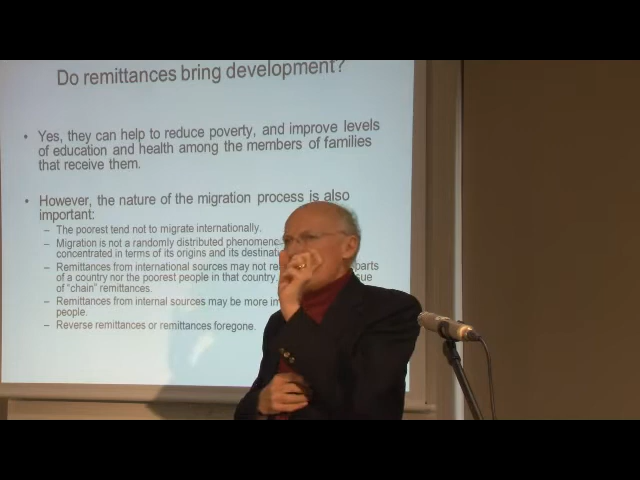 Do remittances bring development?
• Yes, they can help to reduce poverty, and improve levels
of education and health among the members of families
that receive them.
• However, the nature of the migration process is also
important:
– The poorest tend not to migrate internationally.
– Migration is not a randomly distributed
concentrated in terms of its origins and its
– Remittances from international sources may not parts
of a country nor the poorest people in that country.
of "chain" remittances.
– Remittances from internal sources may be more
people.
– Reverse remittances or remittances foregone.